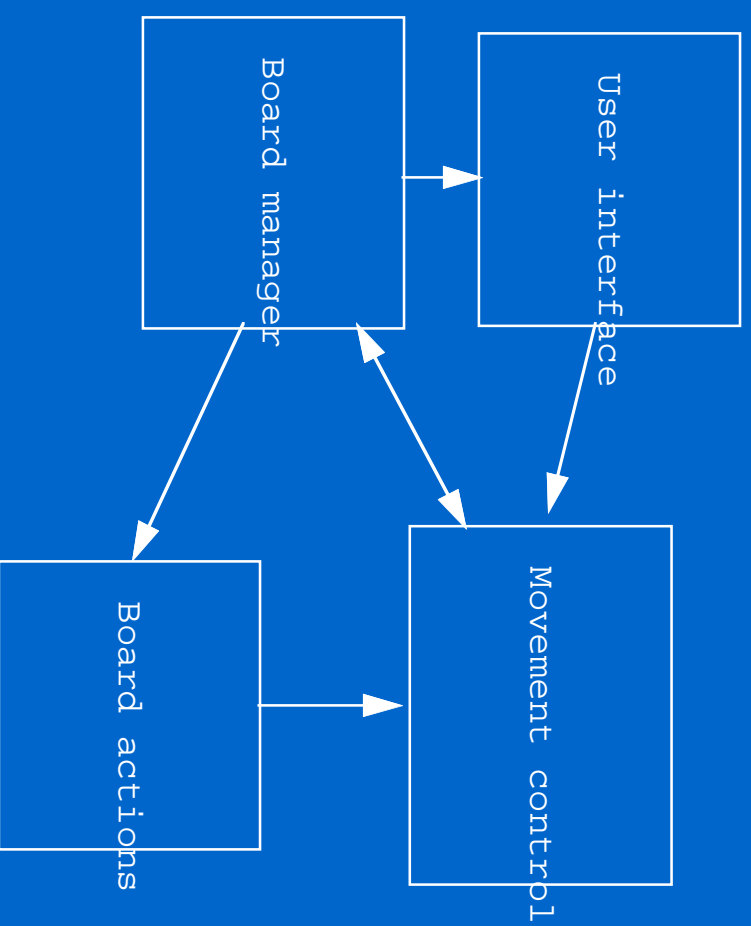 User interface
Board manager
Movement control
Board actions